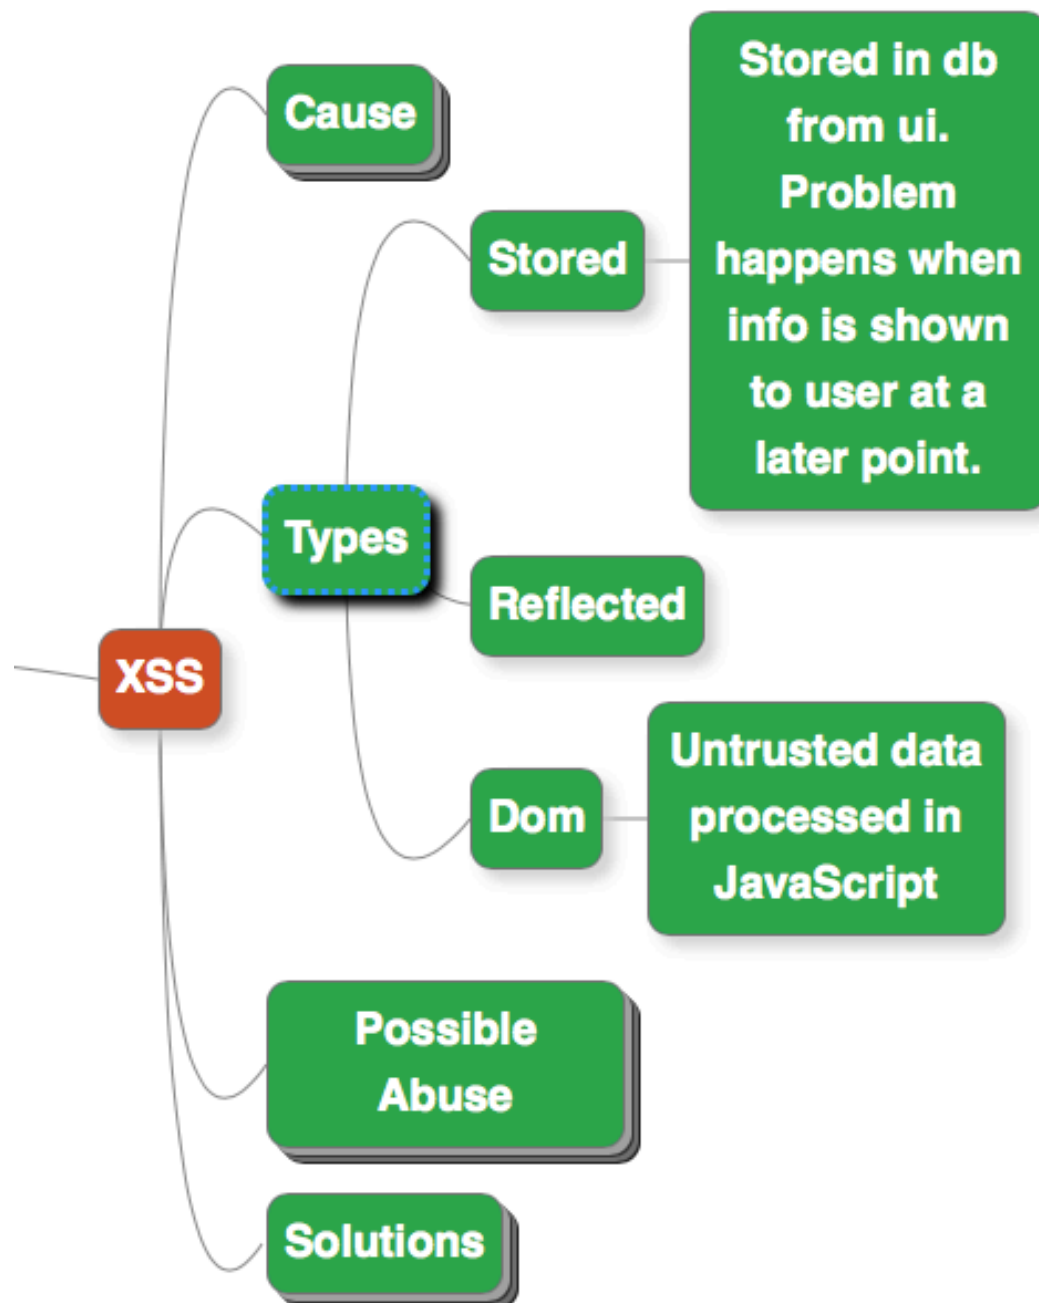 Cause
Stored
Stored in db
from ui.
Problem
happens when
info is shown
to user at a
later point.
Types
Reflected
XSS
Dom
Untrusted data
processed in
JavaScript
Possible
Abuse
Solutions